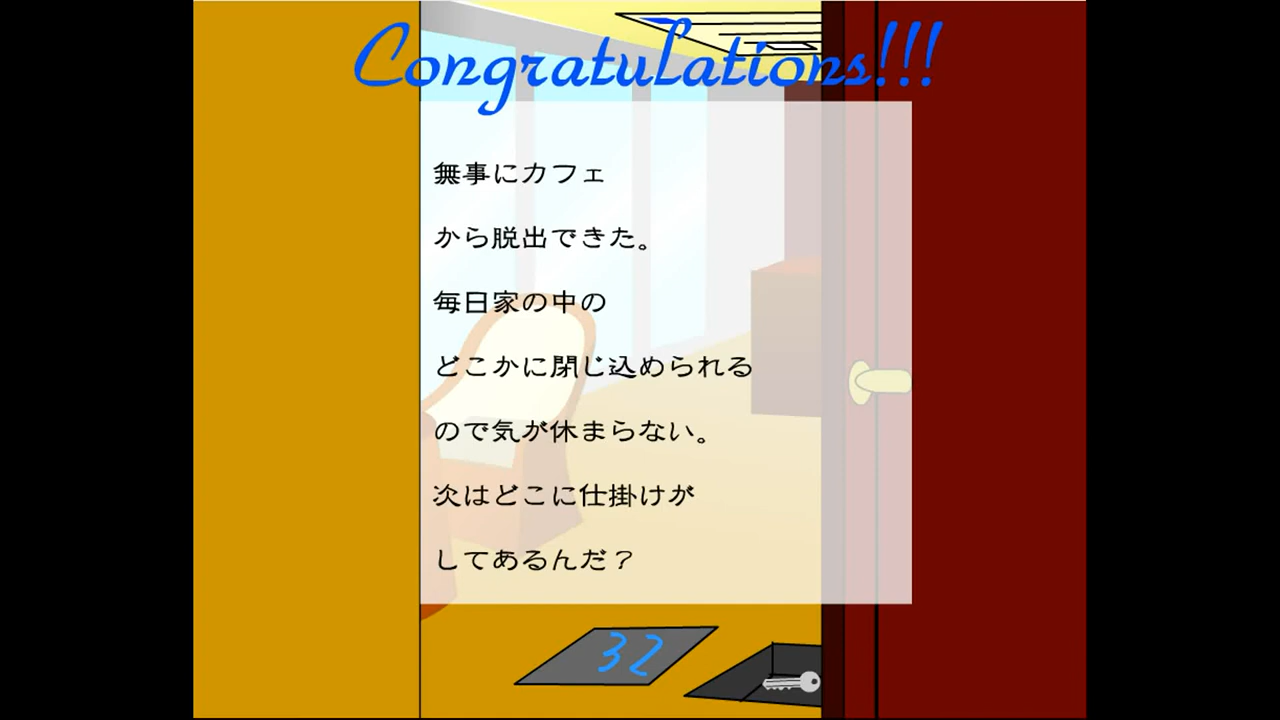 Congratulations!!!
無事にカフェ
から脱出できた。
毎日家の中の
どこかに閉じ込められる
ので気が休まらない。
次はどこに仕掛けが
してあるんだ？
32